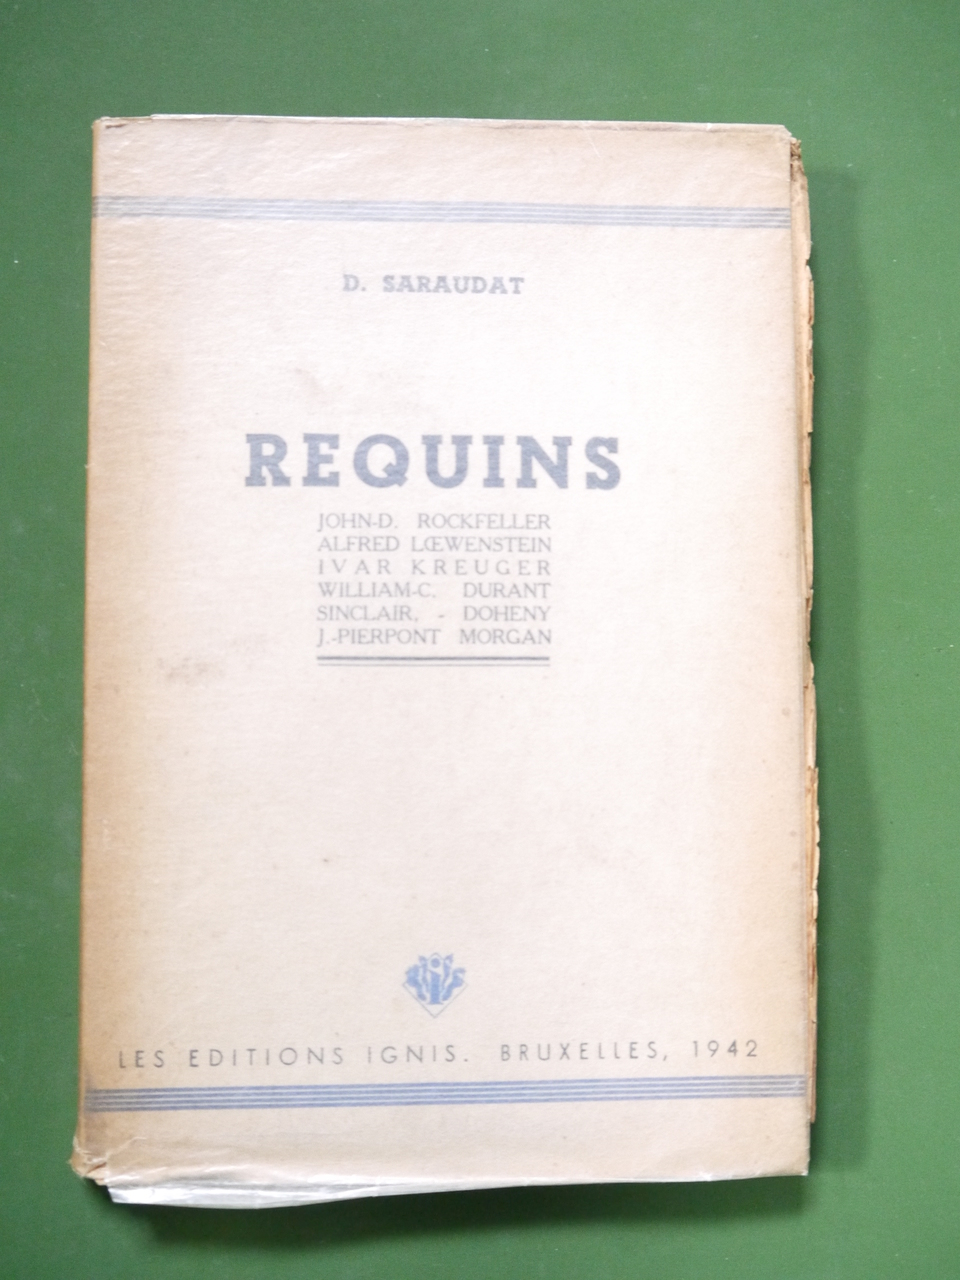 D. SARAUDAT
REQUINS
JOHN-D. ROCKFELLER
ALFRED LŒWENSTEIN
IVAR KREUGER
WILLIAM-C. DURANT
SINCLAIR, - DOHENY
J.-PIERPONT MORGAN
IGNIS
LES EDITIONS IGNIS. BRUXELLES, 1942